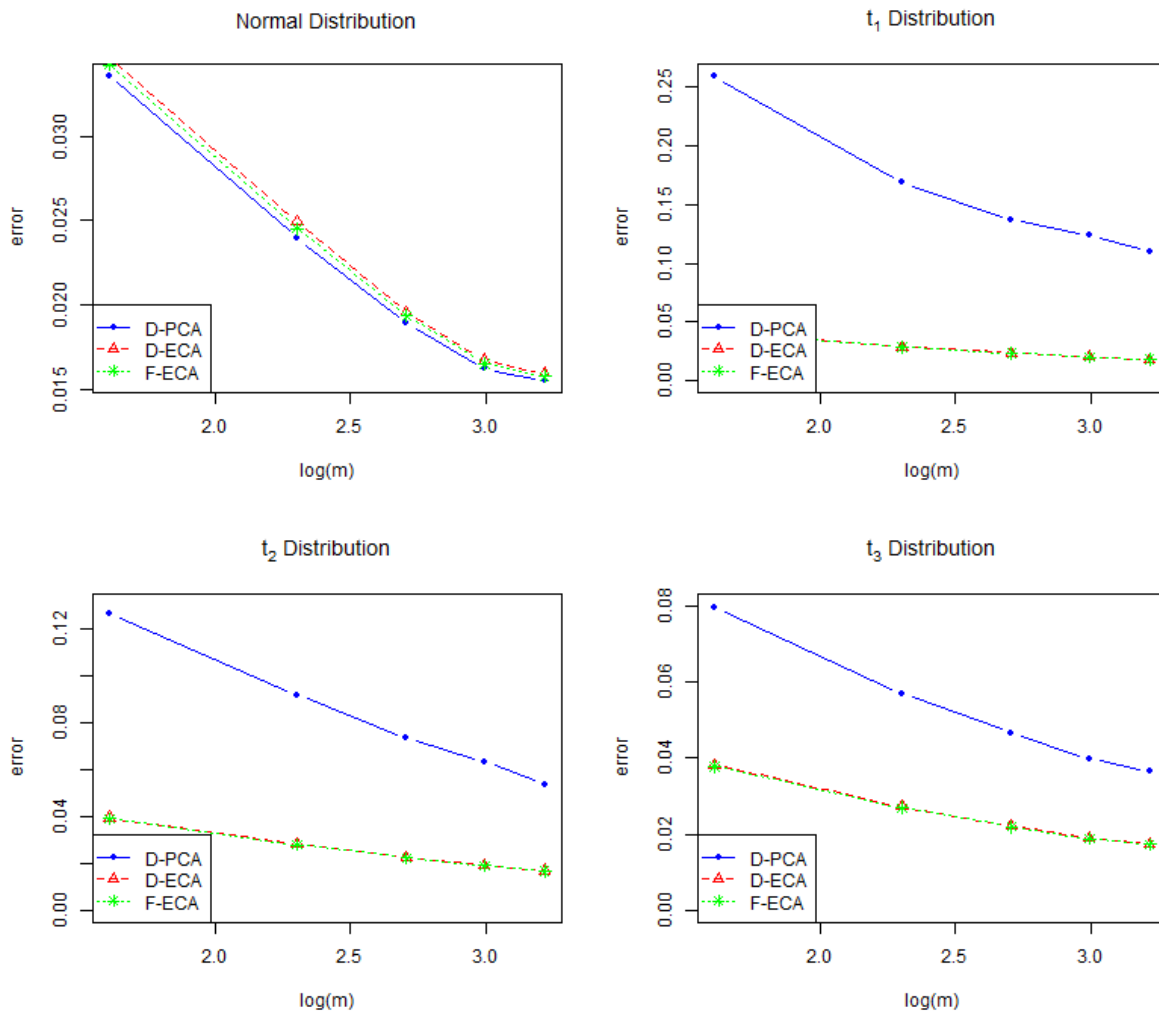 Normal Distribution
error
0.015
0.020
0.025
0.030
D-PCA
D-ECA
F-ECA
2.0
2.5
3.0
log(m)
t₁ Distribution
error
0.00
0.05
0.10
0.15
0.20
0.25
D-PCA
D-ECA
F-ECA
2.0
2.5
3.0
log(m)
t₂ Distribution
error
0.00
0.04
0.08
0.12
D-PCA
D-ECA
F-ECA
2.0
2.5
3.0
log(m)
t₃ Distribution
error
0.00
0.02
0.04
0.06
0.08
D-PCA
D-ECA
F-ECA
2.0
2.5
3.0
log(m)